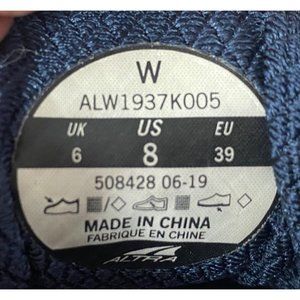 W
ALW1937K005
UK US EU
6 8 39
508428 06-19
MADE IN CHINA
FABRIQUE EN CHINE
ALTRA